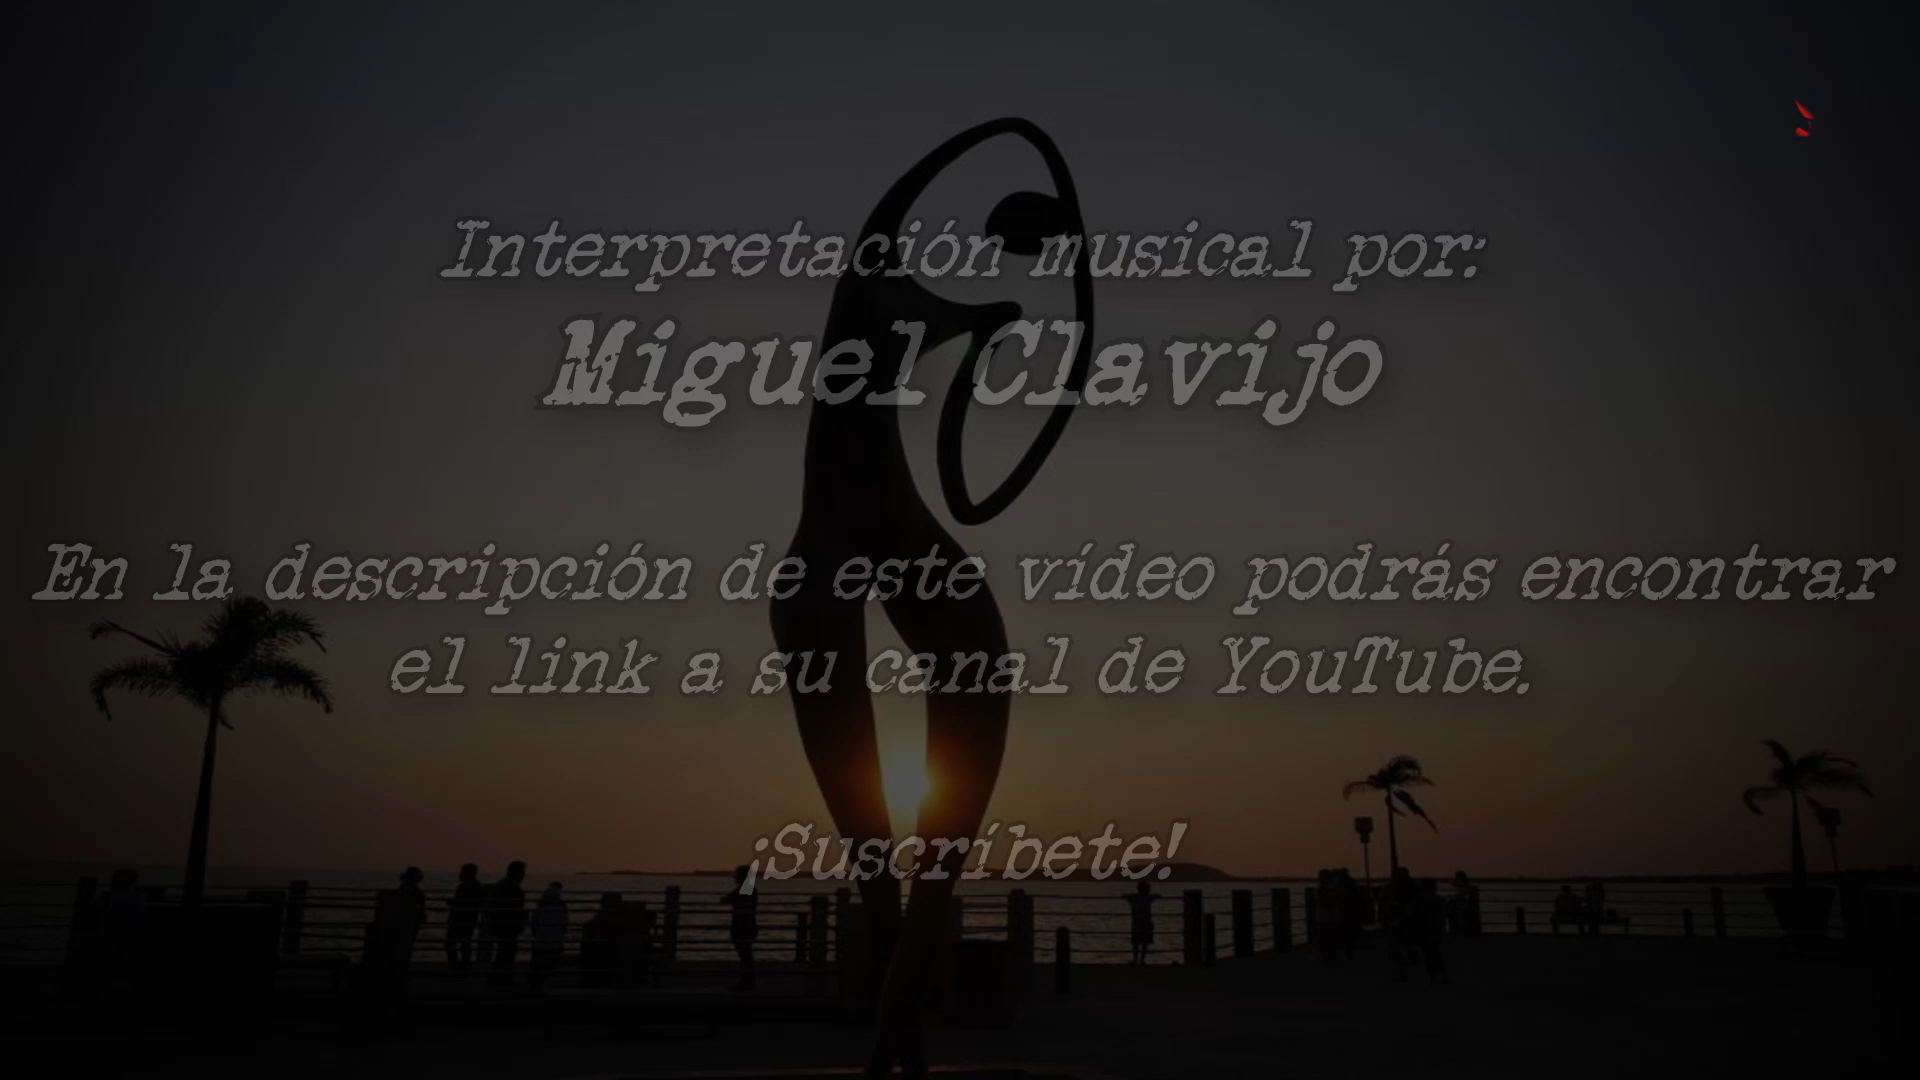 Interpretación musical por:
Miguel Clavijo
En la descripción de este vídeo podrás encontrar
el link a su canal de YouTube.
¡Suscríbete!